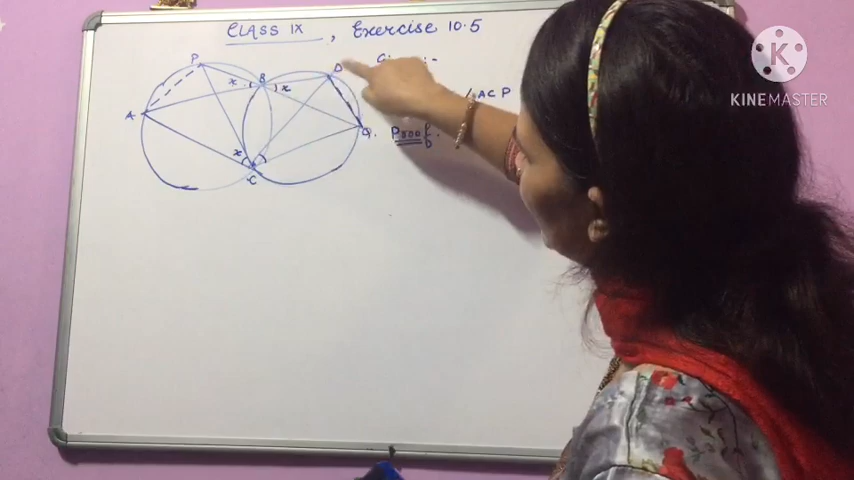 CLASS IX , Exercise 10.5
P
B
D
A
x
x
Q.
x
C
∠ACP
Proof.
K
KINEMASTER